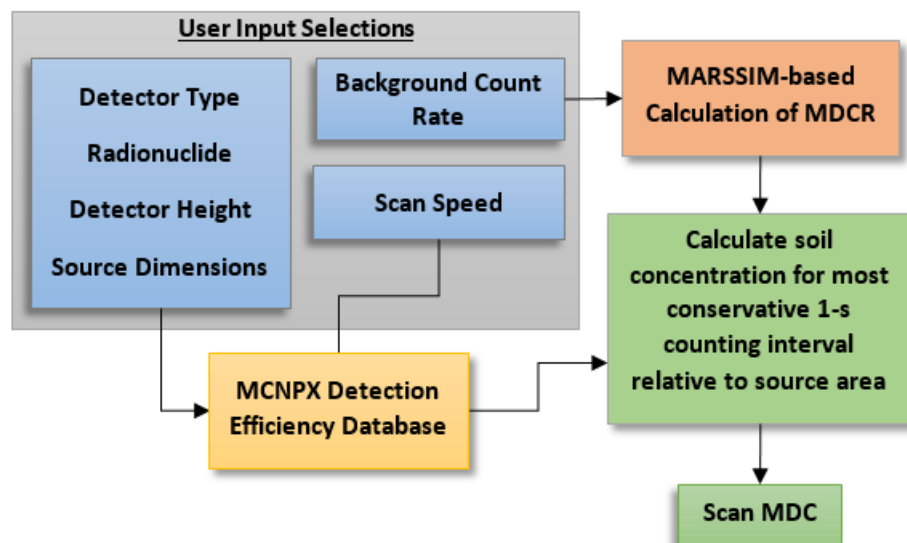 User Input Selections
Detector Type
Radionuclide
Detector Height
Source Dimensions
Background Count
Rate
Scan Speed
MARSSIM-based
Calculation of MDCR
MCNPX Detection
Efficiency Database
Calculate soil
concentration for most
conservative 1-s
counting interval
relative to source area
Scan MDC